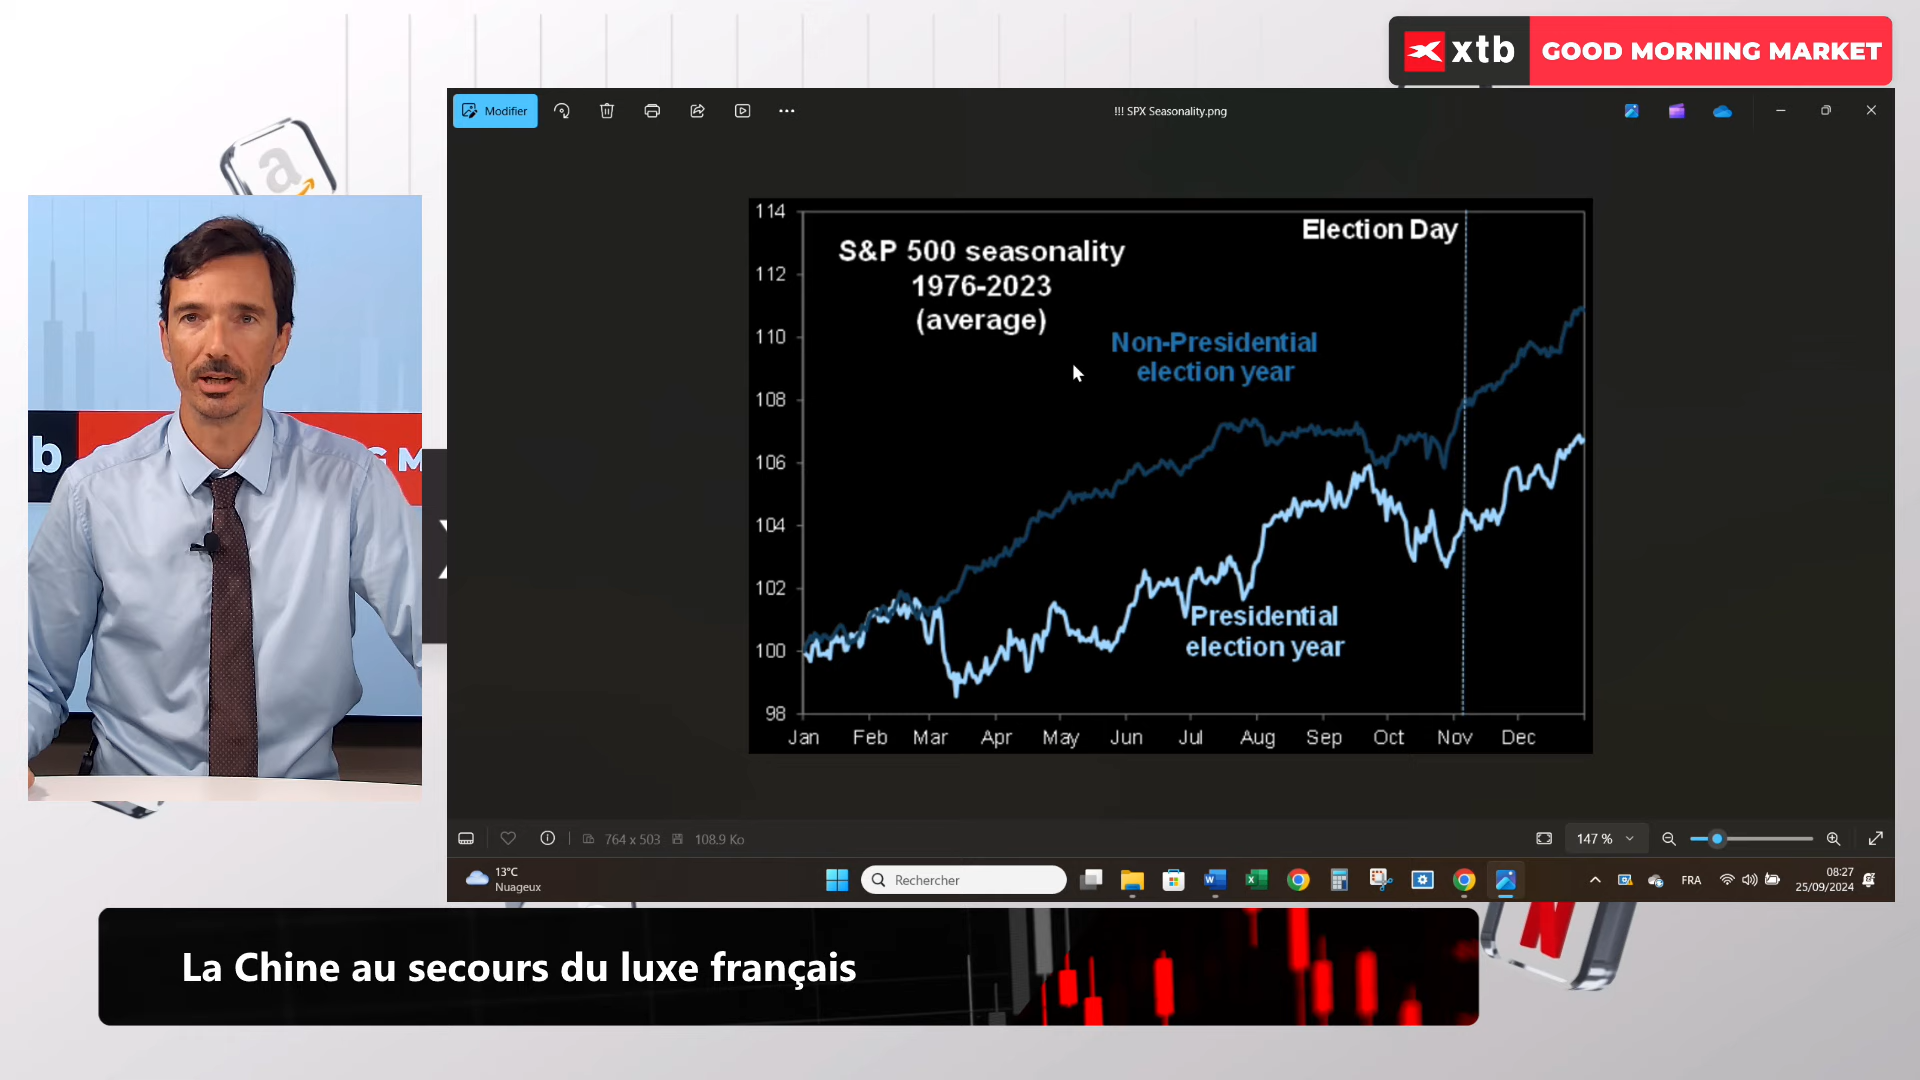 xtb
GOOD MORNING MARKET
Modifier
!!! SPX Seasonality.png
a
114
112
110
108
106
104
102
100
98
S&P 500 seasonality
1976-2023
(average)
Election Day
Non-Presidential
election year
Presidential
election year
Jan Feb Mar Apr May Jun Jul Aug Sep Oct Nov Dec
b
G M
764 x 503
108.9 Ko
147 %
13°C
Nuageux
Rechercher
FRA
08:27
25/09/2024
La Chine au secours du luxe français
N